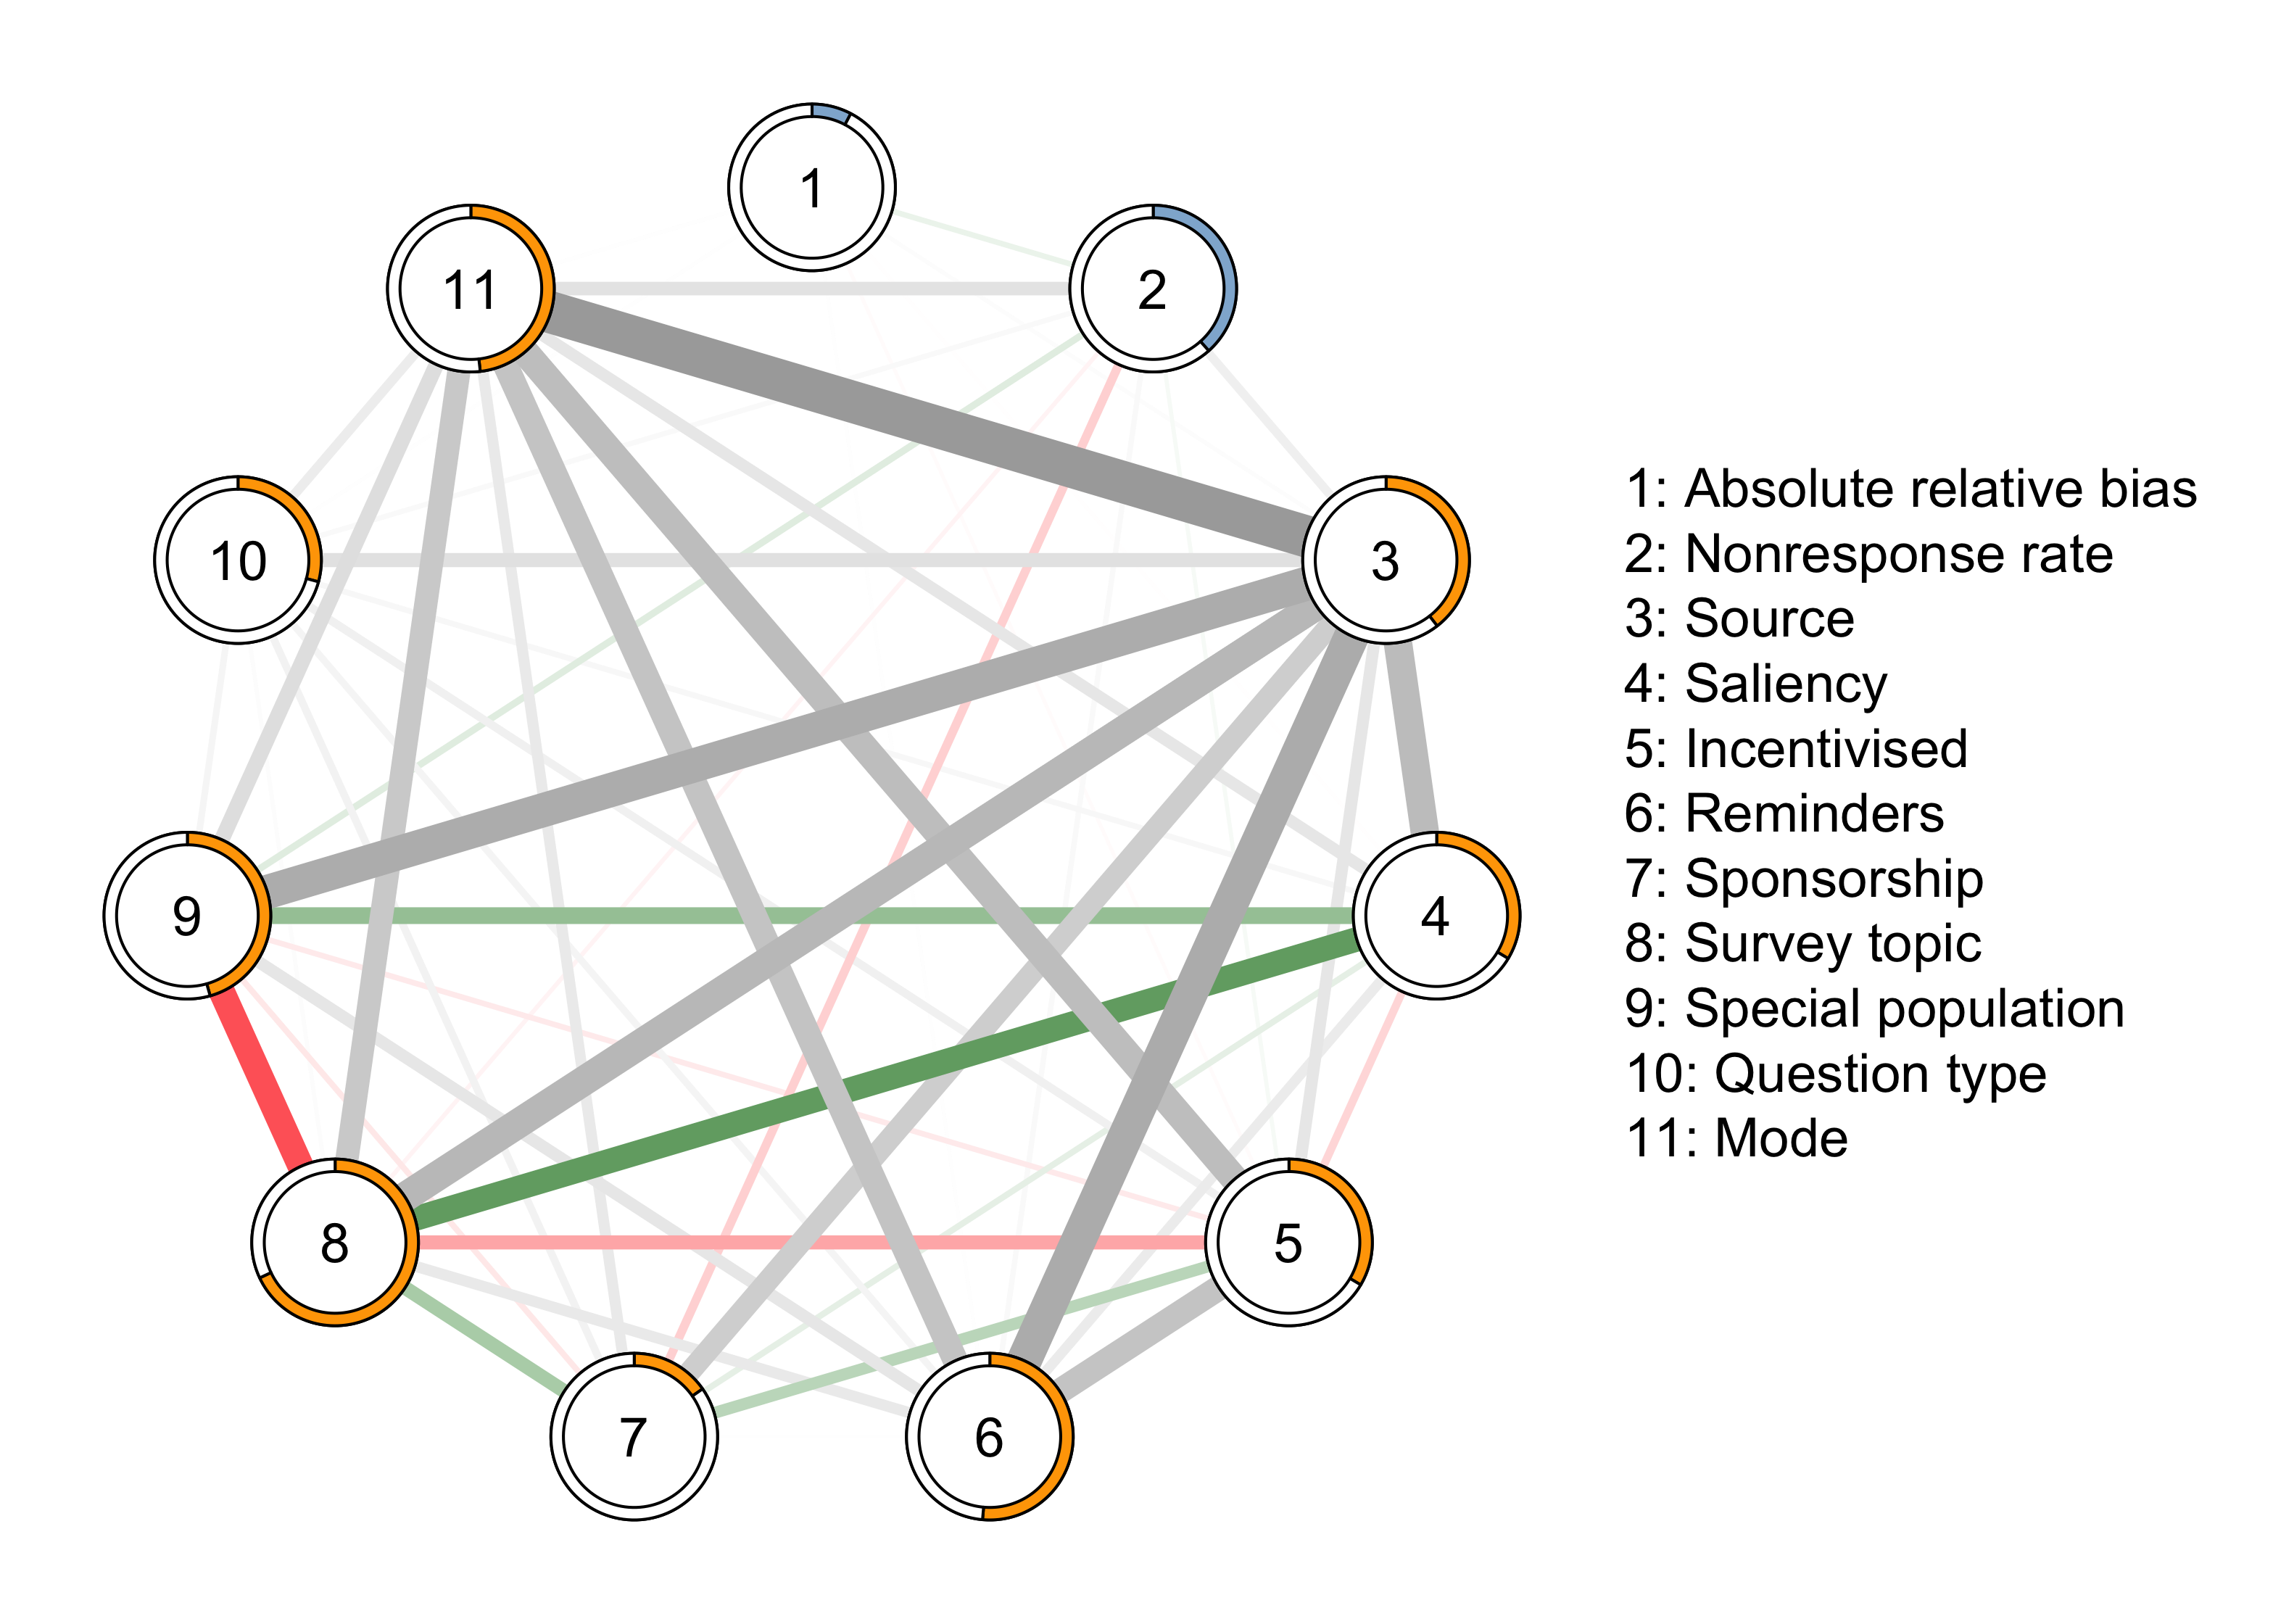 1
2
11
3
10
4
9
5
8
6
7
1: Absolute relative bias
2: Nonresponse rate
3: Source
4: Saliency
5: Incentivised
6: Reminders
7: Sponsorship
8: Survey topic
9: Special population
10: Question type
11: Mode